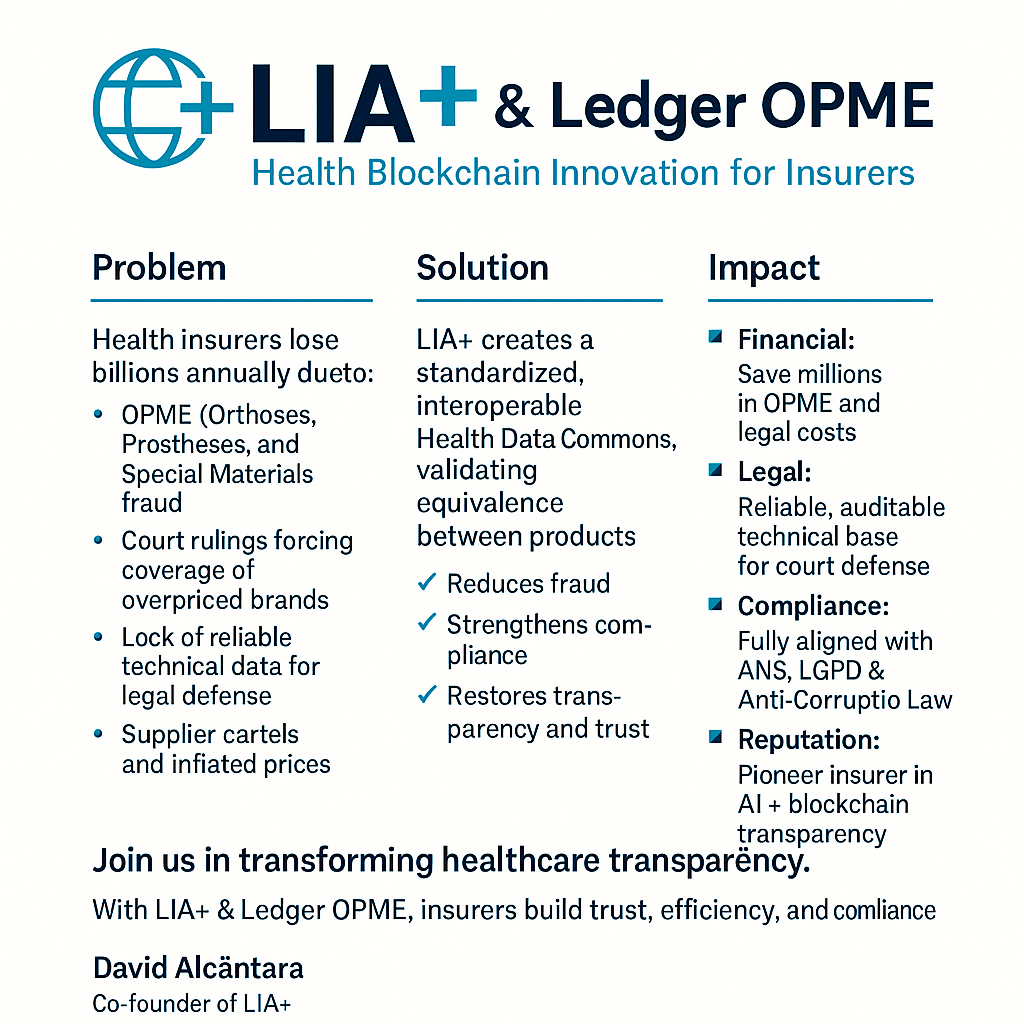 LIA+ & Ledger OPME
Health Blockchain Innovation for Insurers
Problem
Health insurers lose
billions annually dueto:
• OPME (Orthoses,
Prostheses, and
Special Materials
fraud
• Court rulings forcing
coverage of
overpriced brands
• Lock of reliable
technical data for
legal defense
• Supplier cartels
and infiated prices
Solution
LIA+ creates a
standardized,
interoperable
Health Data Commons,
validating
equivalence
between products
✓ Reduces fraud
✓ Strengthens com-
pliance
✓ Restores trans-
parency and trust
Impact
Financial:
Save millions
in OPME and
legal costs
Legal:
Reliable, auditable
technical base
for court defense
Compliance:
Fully aligned with
ANS, LGPD &
Anti-Corruptio Law
Reputation:
Pioneer insurer in
AI + blockchain
transparency
Join us in transforming healthcare transparëncy.
With LIA+ & Ledger OPME, insurers build trust, efficiency, and comliance
David Alcäntara
Co-founder of LIA+